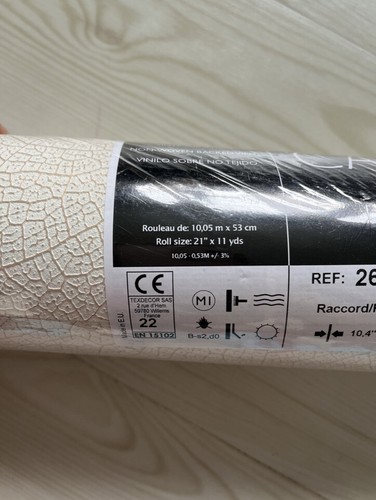 VINILO SOBRE NO TEJIDO
Rouleau de: 10,05 m x 53 cm
Roll size: 21" x 11 yds
10,05 - 0,53M +/- 3%
CE
TEXDECOR SAS
2 rue d'Hem
59780 Willems
France
22
EN 15102
M1
B-s2,d0
REF: 26
Raccord/
10,4"